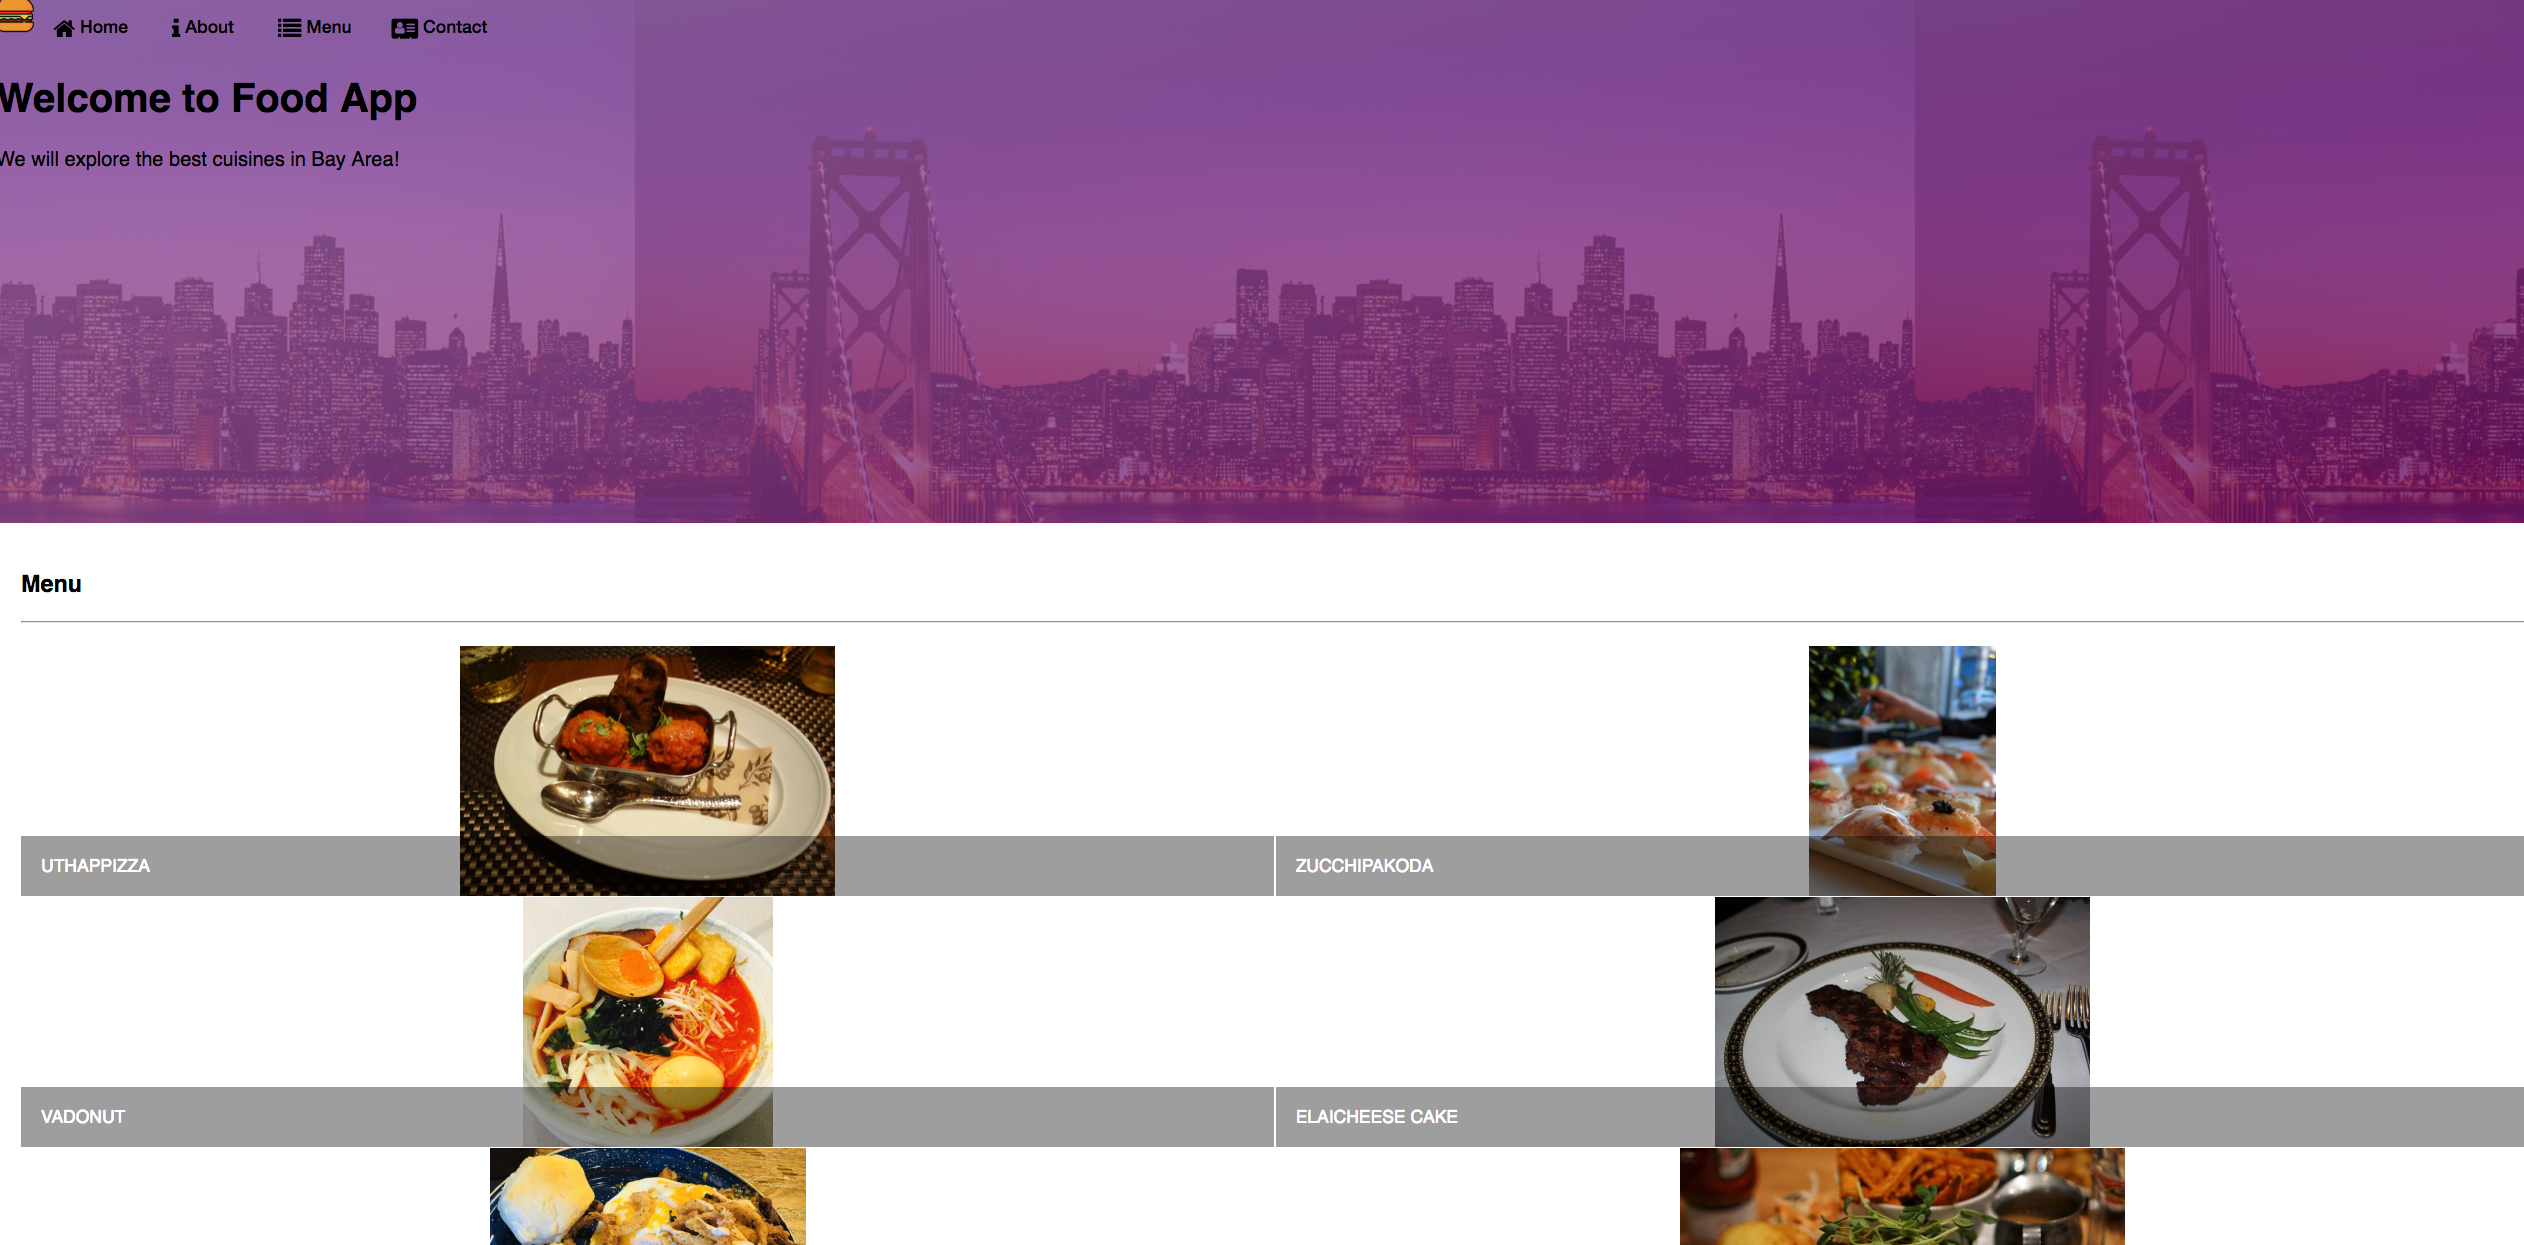 Home About Menu Contact
Welcome to Food App
We will explore the best cuisines in Bay Area!
Menu
UTHAPPIZZA ZUCCHIPAKODA
VADONUT ELAICHEESE CAKE